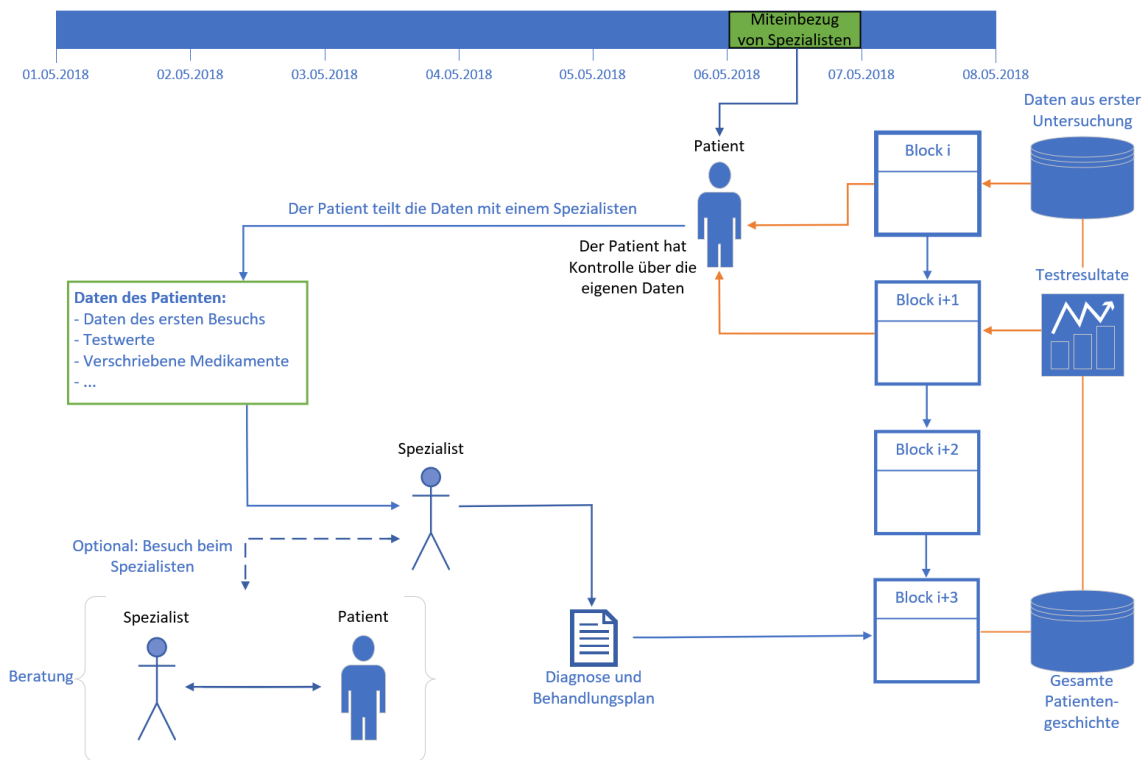 Miteinbezug
von Spezialisten
01.05.2018
02.05.2018
03.05.2018
04.05.2018
05.05.2018
06.05.2018
07.05.2018
08.05.2018
Daten aus erster
Untersuchung
Patient
Block i
Der Patient teilt die Daten mit einem Spezialisten
Der Patient hat
Kontrolle über die
eigenen Daten
Testresultate
Block i+1
Daten des Patienten:
- Daten des ersten Besuchs
- Testwerte
- Verschriebene Medikamente
- ...
Spezialist
Block i+2
Optional: Besuch beim
Spezialisten
Block i+3
Spezialist
Patient
Beratung
Diagnose und
Behandlungsplan
Gesamte
Patienten-
geschichte